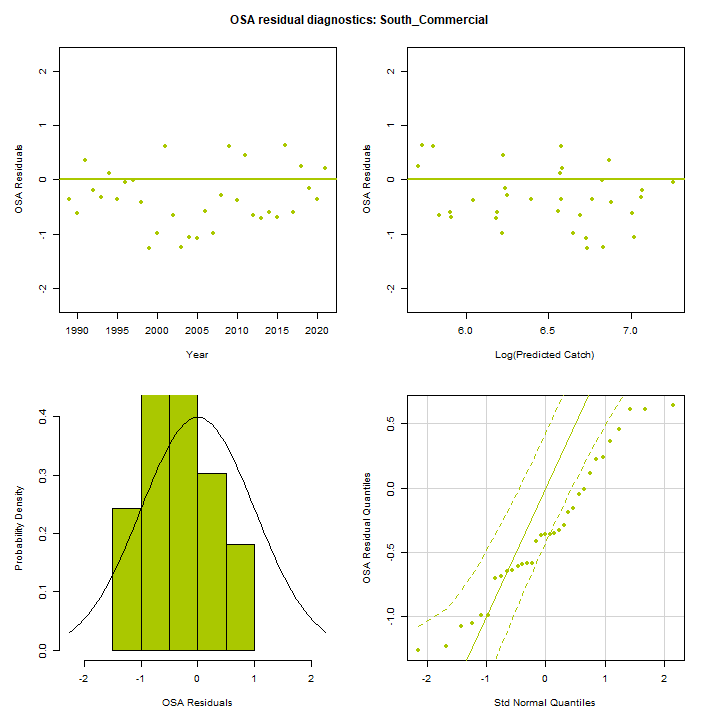 OSA residual diagnostics: South_Commercial
OSA Residuals
2
1
0
-1
-2
1990 1995 2000 2005 2010 2015 2020
Year
OSA Residuals
2
1
0
-1
-2
6.0 6.5 7.0
Log(Predicted Catch)
Probability Density
0.4
0.3
0.2
0.1
0.0
-2 -1 0 1 2
OSA Residuals
OSA Residual Quantiles
0.5
0.0
-0.5
-1.0
-2 -1 0 1 2
Std Normal Quantiles